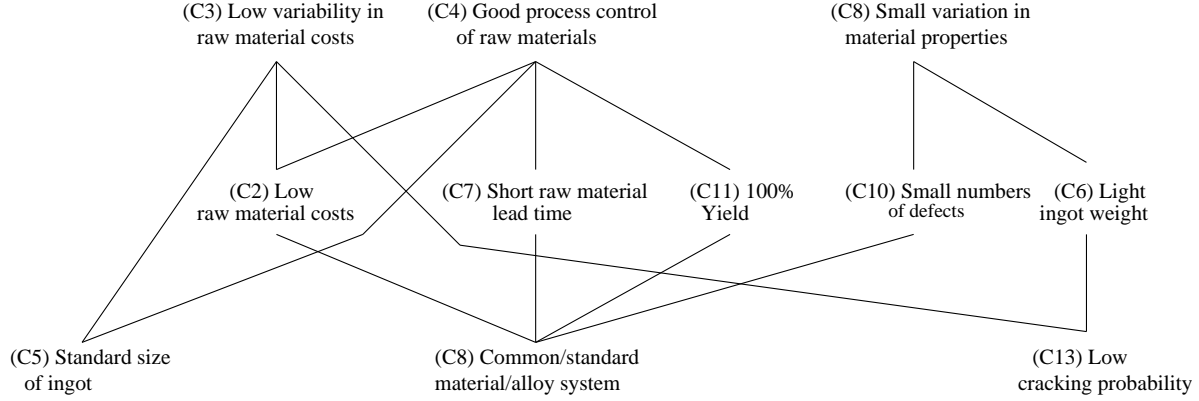 (C3) Low variability in
raw material costs
(C4) Good process control
of raw materials
(C8) Small variation in
material properties
(C2) Low
raw material costs
(C7) Short raw material
lead time
(C11) 100%
Yield
(C10) Small numbers
of defects
(C6) Light
ingot weight
(C5) Standard size
of ingot
(C8) Common/standard
material/alloy system
(C13) Low
cracking probability